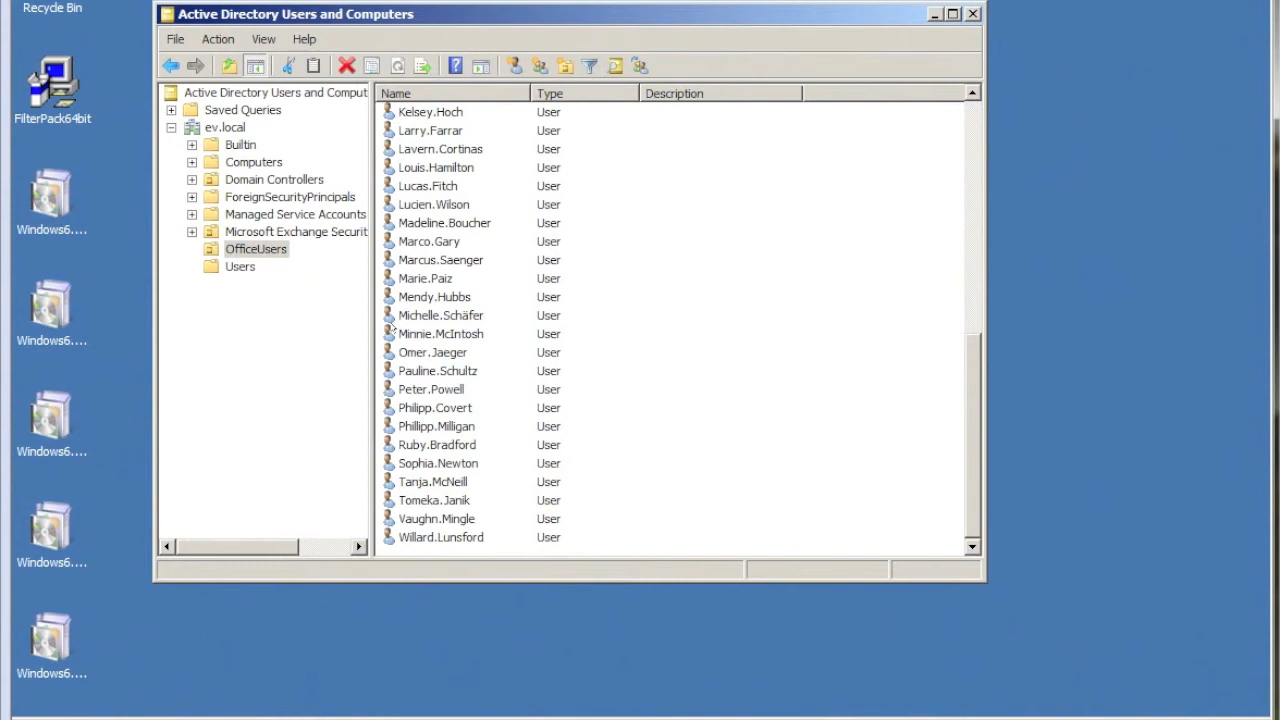 Recycle Bin
FilterPack64bit
Windows6....
Windows6....
Windows6....
Windows6....
Windows6....
Active Directory Users and Computers
File Action View Help
Active Directory Users and Comput
Saved Queries
ev.local
Builtin
Computers
Domain Controllers
ForeignSecurityPrincipals
Managed Service Accounts
Microsoft Exchange Securit
OfficeUsers
Users
Name Type Description
Kelsey.Hoch User
Larry.Farrar User
Lavern.Cortinas User
Louis.Hamilton User
Lucas.Fitch User
Lucien.Wilson User
Madeline.Boucher User
Marco.Gary User
Marcus.Saenger User
Marie.Paiz User
Mendy.Hubbs User
Michelle.Schäfer User
Minnie.McIntosh User
Omer.Jaeger User
Pauline.Schultz User
Peter.Powell User
Philipp.Covert User
Phillip.Milligan User
Ruby.Bradford User
Sophia.Newton User
Tanja.McNeill User
Tomeka.Janik User
Vaughn.Mingle User
Willard.Lunsford User